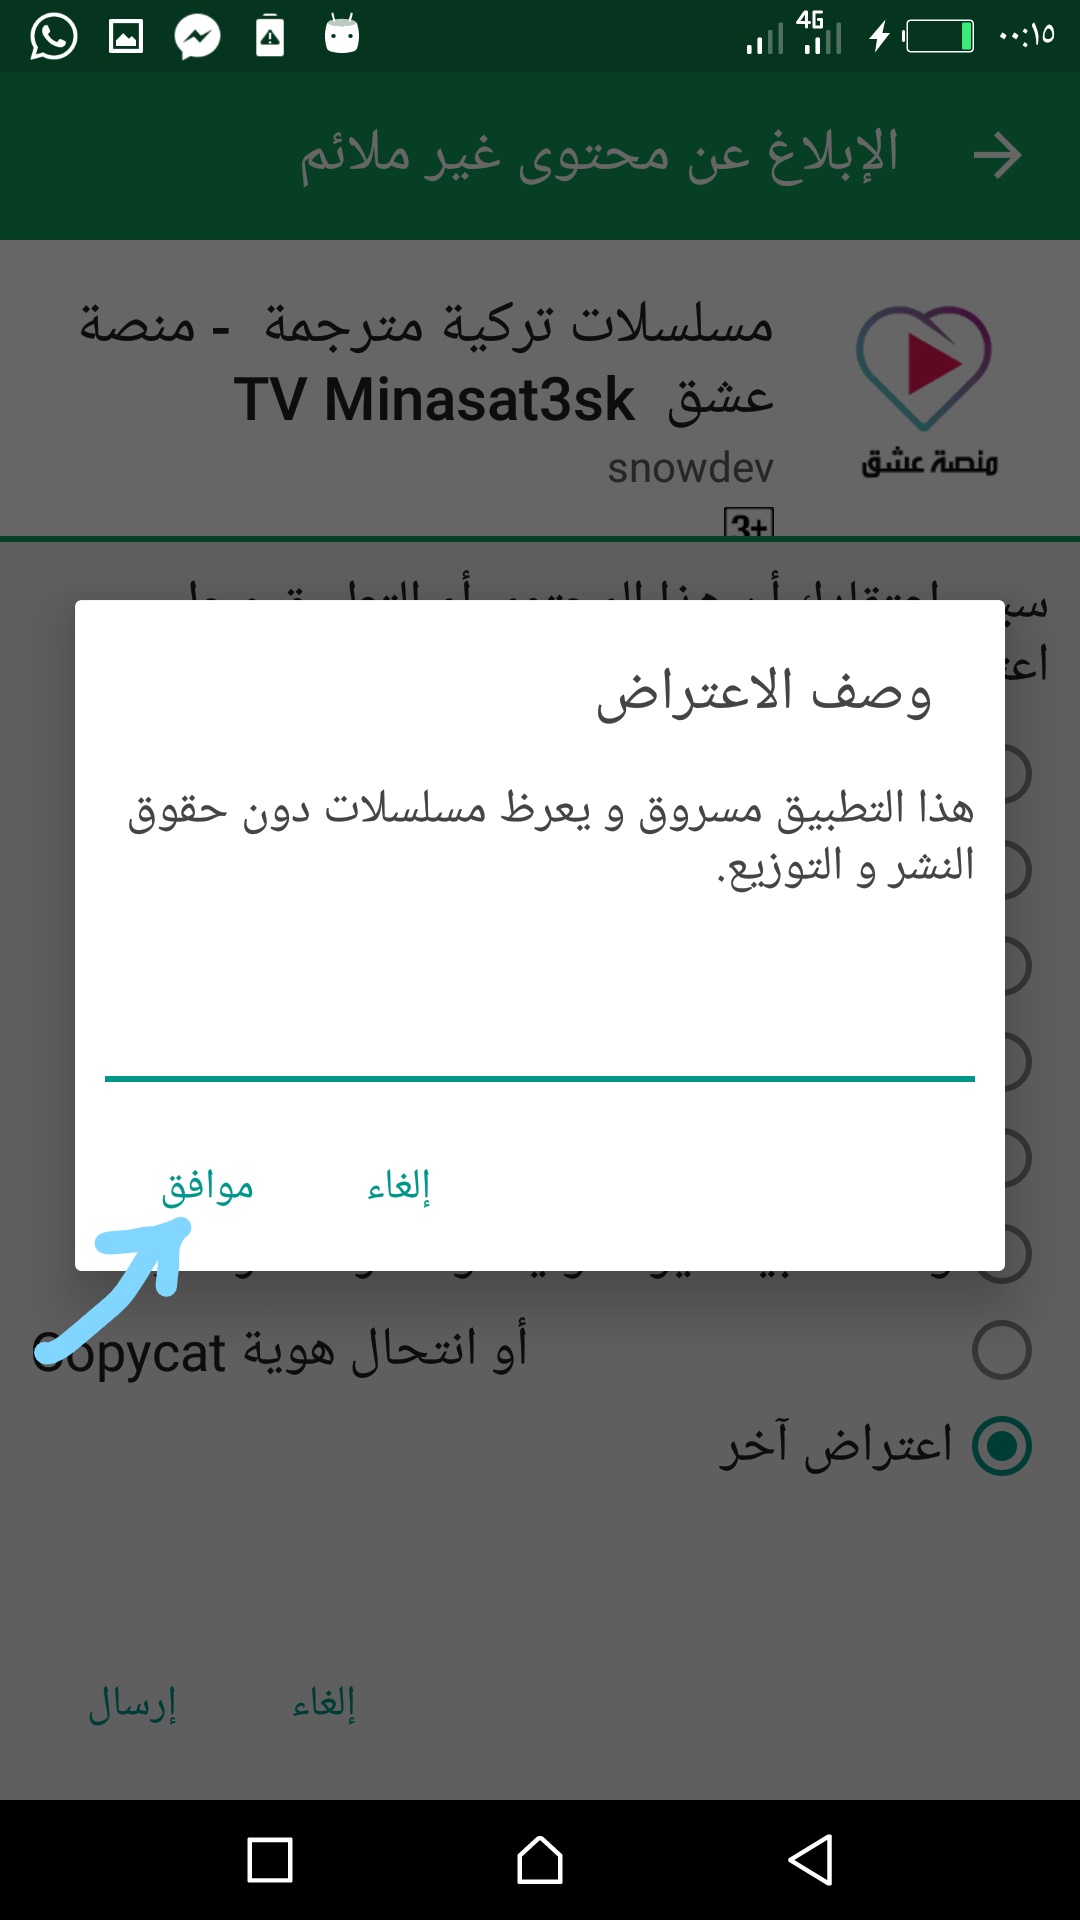 4G
٠٠:١٥
الإبلاغ عن محتوى غير ملائم
مسلسلات تركية مترجمة - منصة
عشق TV Minasat3sk
منصة عشق
snowdev
3+
وصف الاعتراض
هذا التطبيق مسروق و يعرظ مسلسلات دون حقوق
النشر و التوزيع.
إلغاء
موافق
Copycat أو انتحال هوية
اعتراض آخر
إلغاء
إرسال